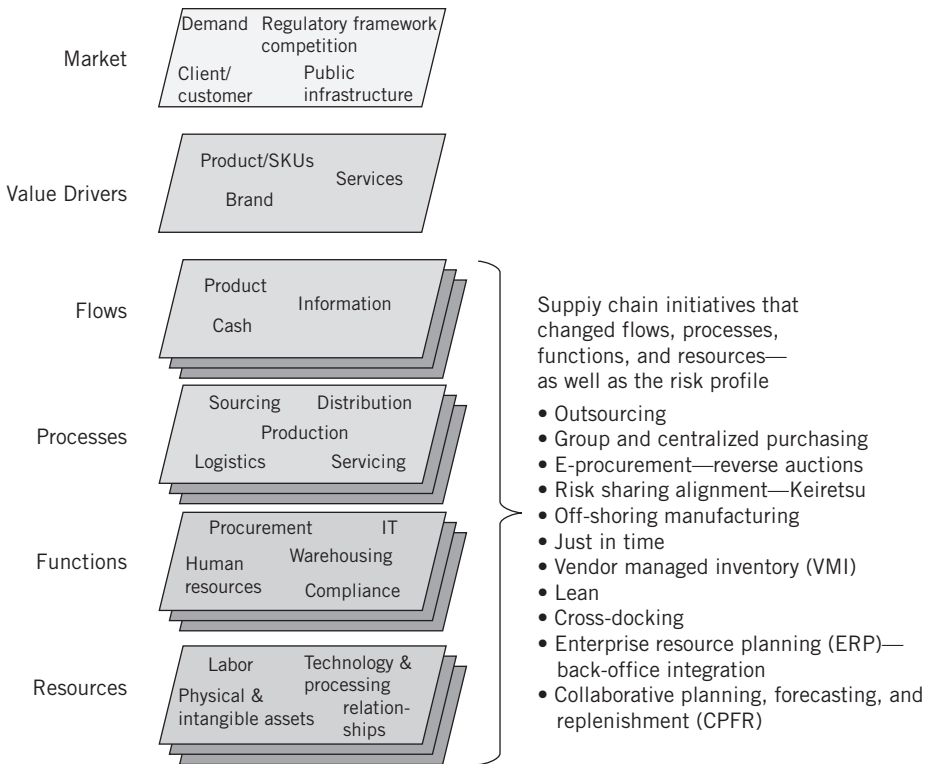 Market
Demand Regulatory framework
competition
Client/ Public
customer infrastructure
Value Drivers
Product/SKUs
Services
Brand
Flows
Product
Information
Cash
Processes
Sourcing Distribution
Production
Logistics Servicing
Functions
Procurement IT
Warehousing
Human
resources
Compliance
Resources
Labor
Technology &
processing
relation-
ships
Physical &
intangible assets
Supply chain initiatives that
changed flows, processes,
functions, and resources—
as well as the risk profile
• Outsourcing
• Group and centralized purchasing
• E-procurement—reverse auctions
• Risk sharing alignment—Keiretsu
• Off-shoring manufacturing
• Just in time
• Vendor managed inventory (VMI)
• Lean
• Cross-docking
• Enterprise resource planning (ERP)—
back-office integration
• Collaborative planning, forecasting, and
replenishment (CPFR)